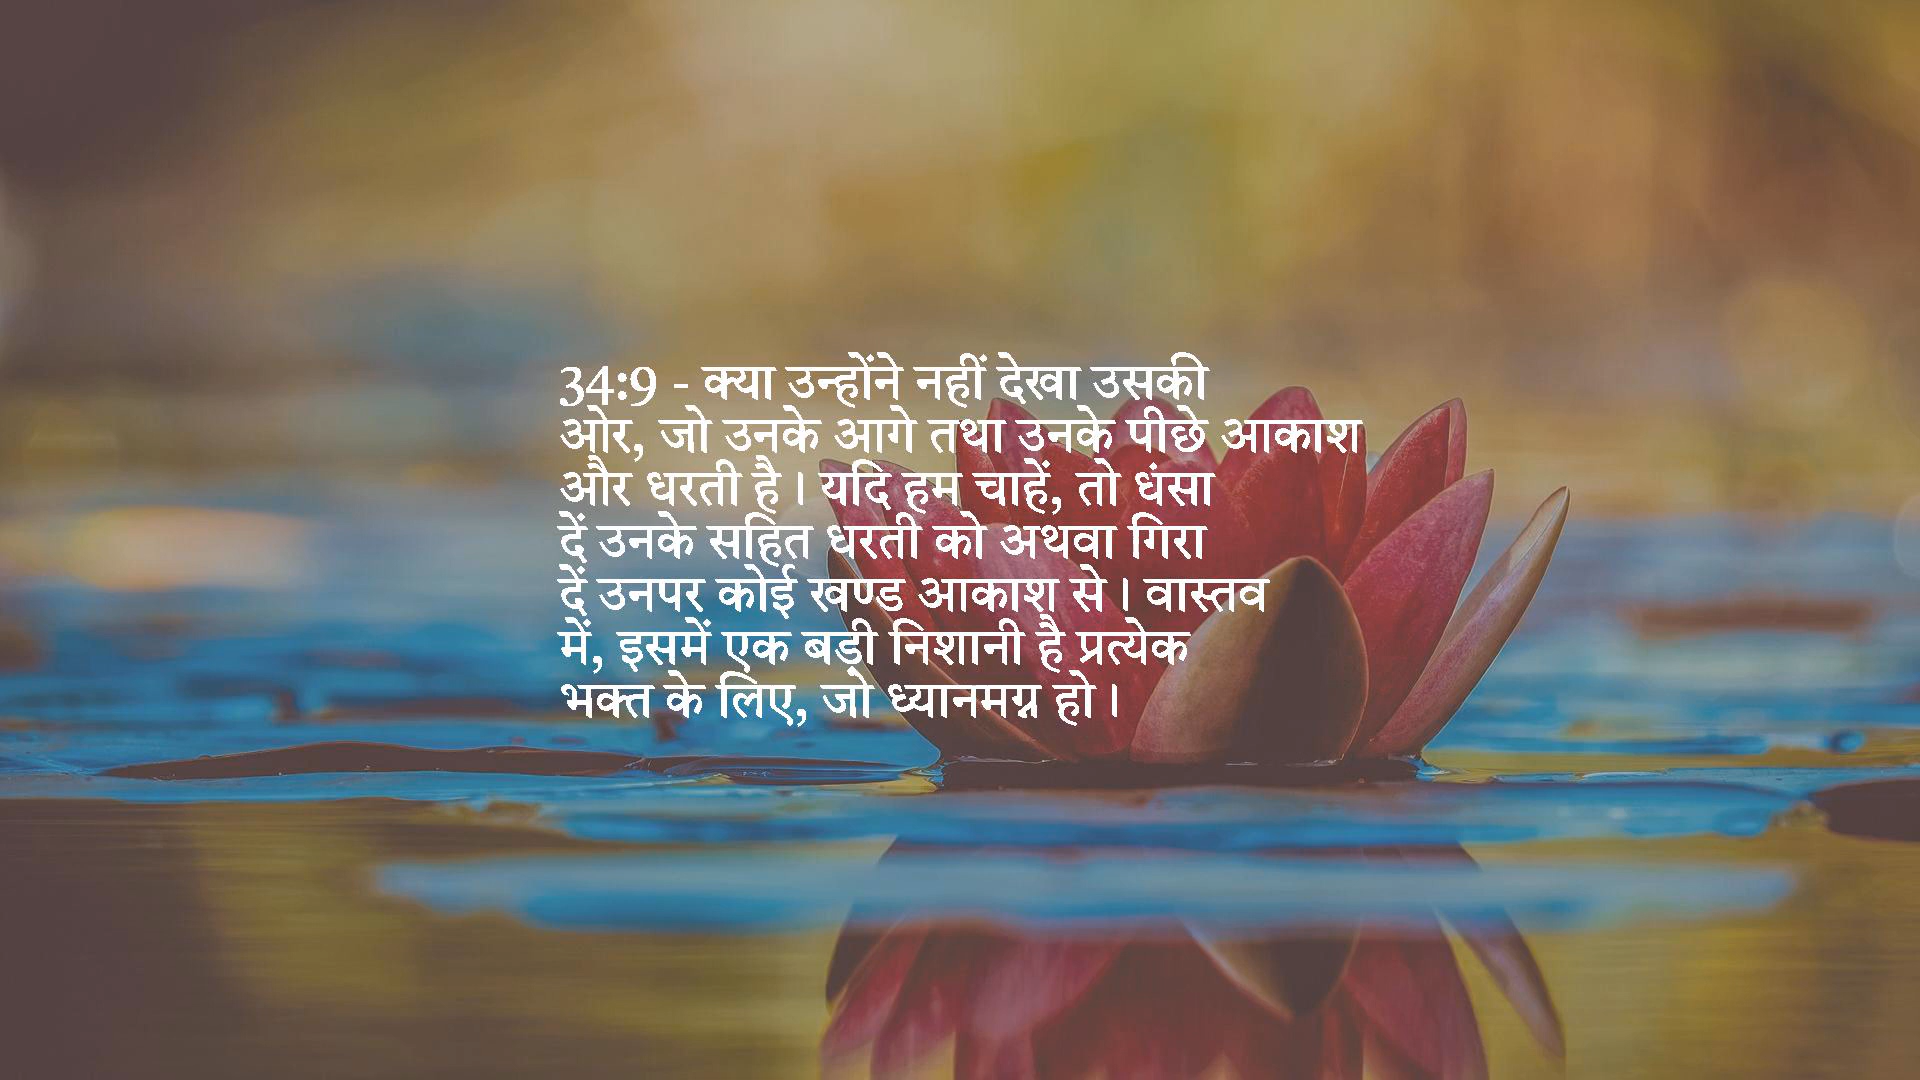 34:9 - क्या उन्होंने नहीं देखा उसकी
ओर, जो उनके आगे तथा उनके पीछे आकाश
और धरती है। यदि हम चाहें, तो धंसा
दें उनके सहित धरती को अथवा गिरा
दें उनपर कोई खण्ड आकाश से। वास्तव
में, इसमें एक बड़ी निशानी है प्रत्येक
भक्त के लिए, जो ध्यानमग्न हो।